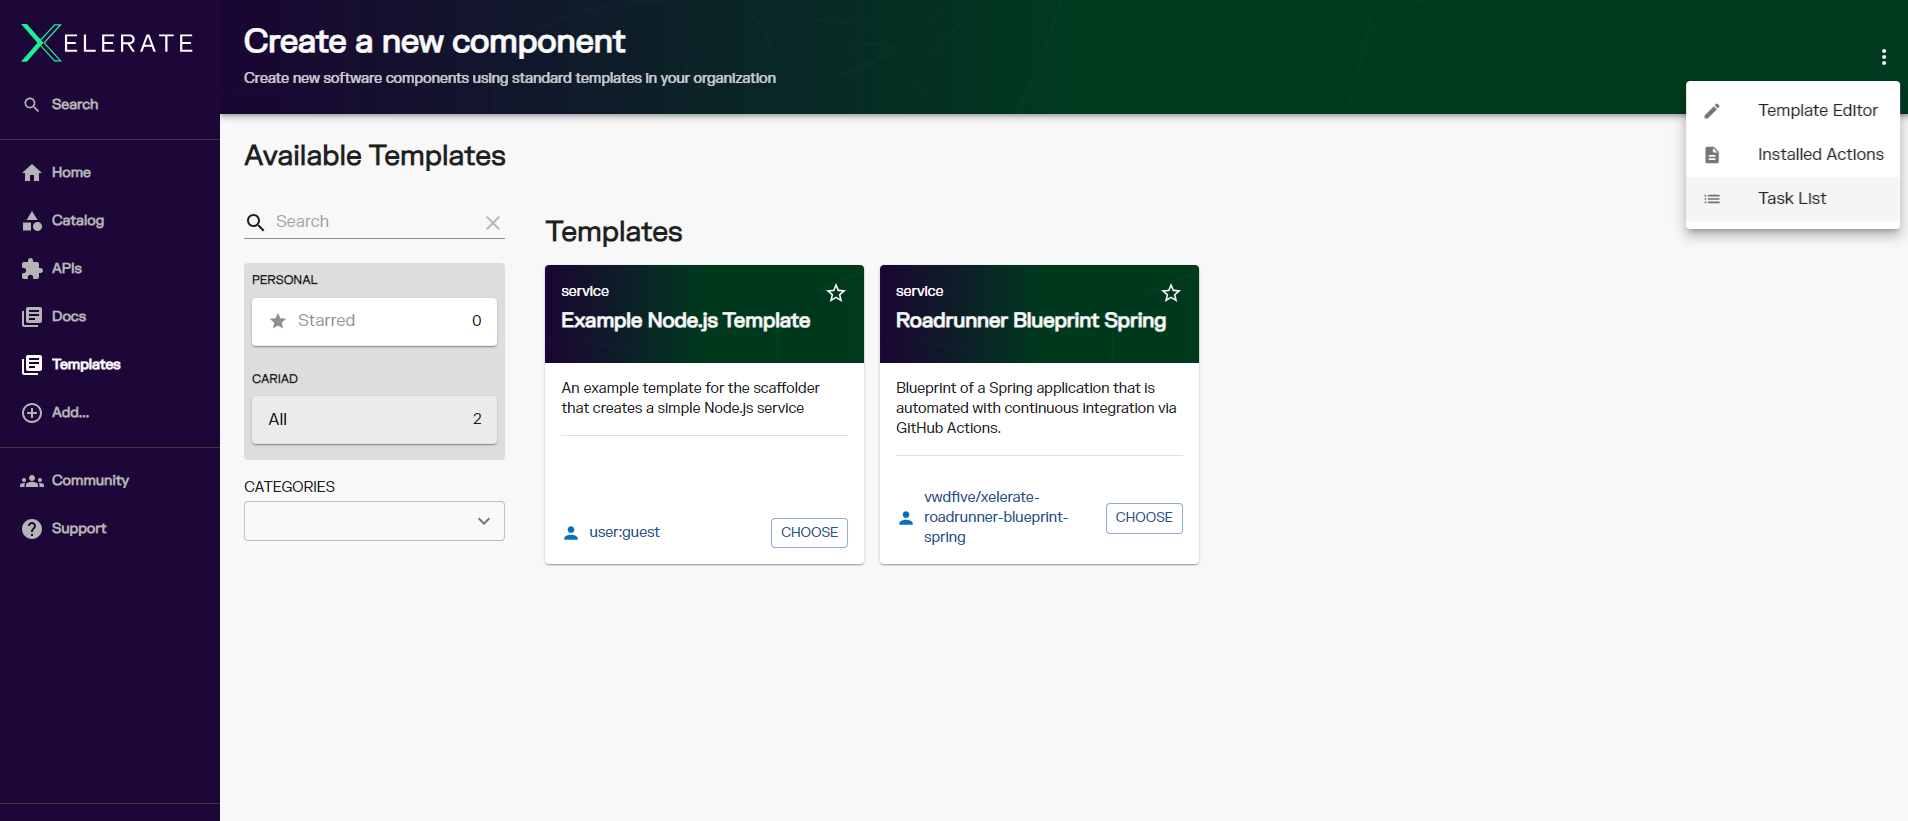 XELERATE
Search
Home
Catalog
APIs
Docs
Templates
Add...
Community
Support
Create a new component
Create new software components using standard templates in your organization
Template Editor
Installed Actions
Task List
Available Templates
Search
PERSONAL
Starred 0
CARIAD
All 2
CATEGORIES
Templates
service
Example Node.js Template
An example template for the scaffolder
that creates a simple Node.js service
user:guest
CHOOSE
service
Roadrunner Blueprint Spring
Blueprint of a Spring application that is
automated with continuous integration via
GitHub Actions.
vwdfive/xelerate-
roadrunner-blueprint-
spring
CHOOSE